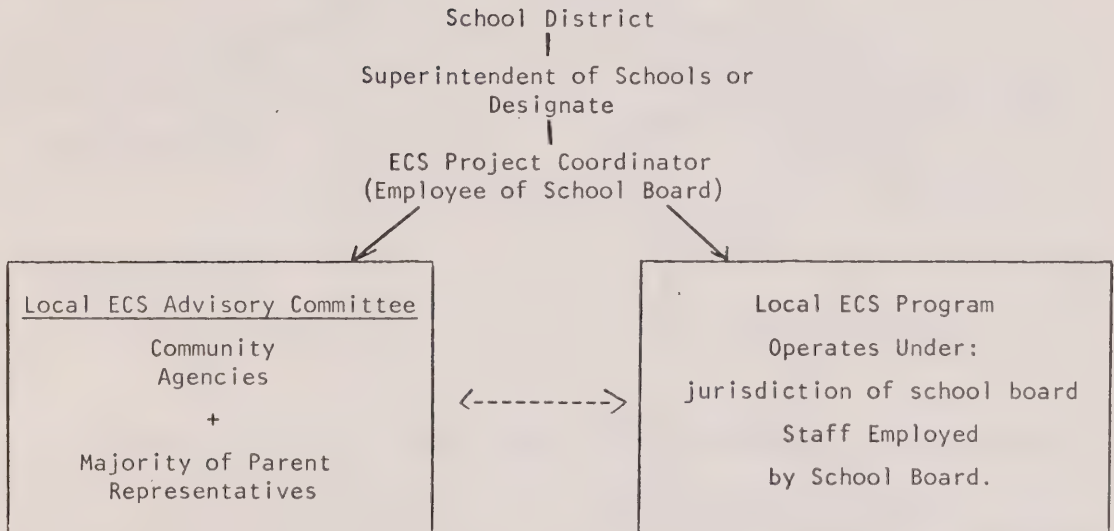 School District
Superintendent of Schools or
Designate
ECS Project Coordinator
(Employee of School Board)
Local ECS Advisory Committee
Community
Agencies
+
Majority of Parent
Representatives
Local ECS Program
Operates Under:
jurisdiction of school board
Staff Employed
by School Board.